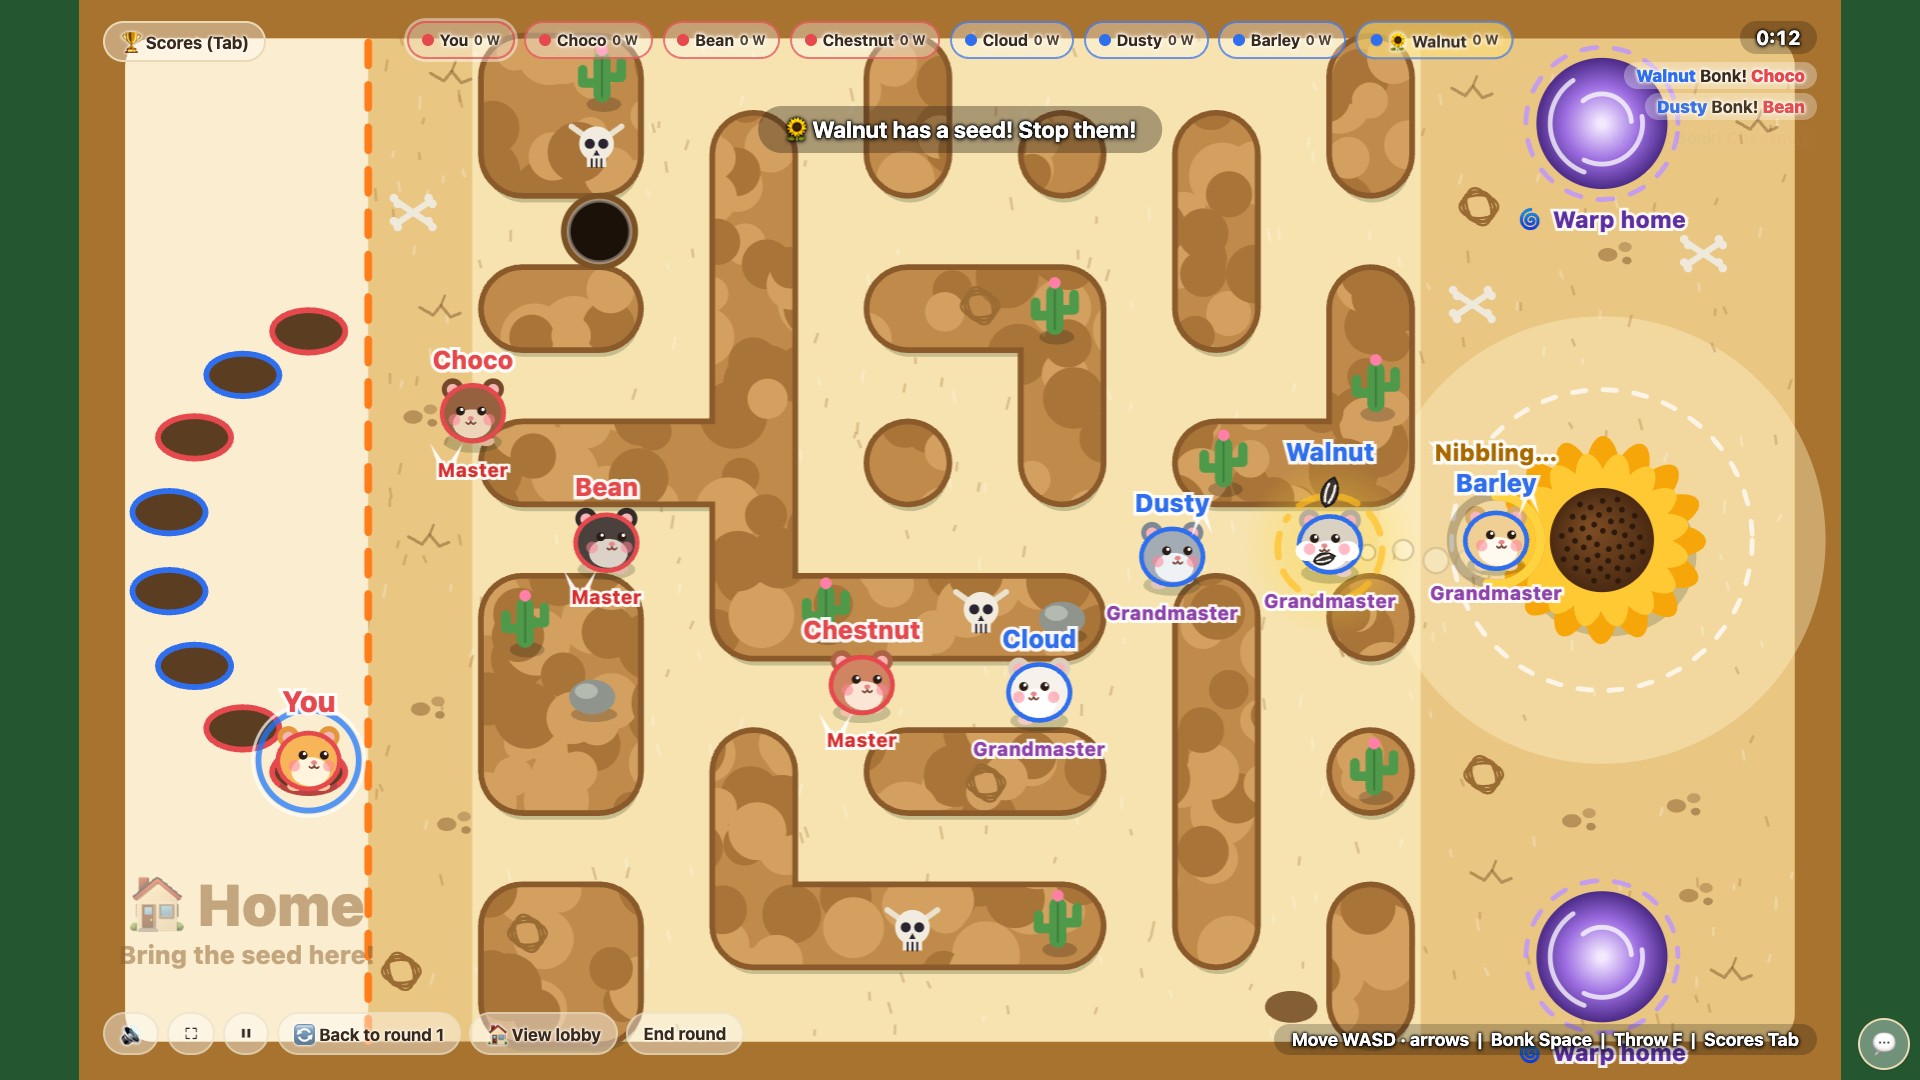 Scores (Tab)
You 0 W
Choco 0 W
Bean 0 W
Chestnut 0 W
Cloud 0 W
Dusty 0 W
Barley 0 W
Walnut 0 W
0:12
Walnut Bonk! Choco
Dusty Bonk! Bean
Walnut has a seed! Stop them!
Warp home
Choco
Master
Bean
Master
Walnut
Grandmaster
Nibbling...
Barley
Grandmaster
Dusty
Grandmaster
Chestnut
Master
Cloud
Grandmaster
You
Home
Bring the seed here!
Back to round 1
View lobby
End round
Move WASD · arrows | Bonk Space | Throw F | Scores Tab
Warp home